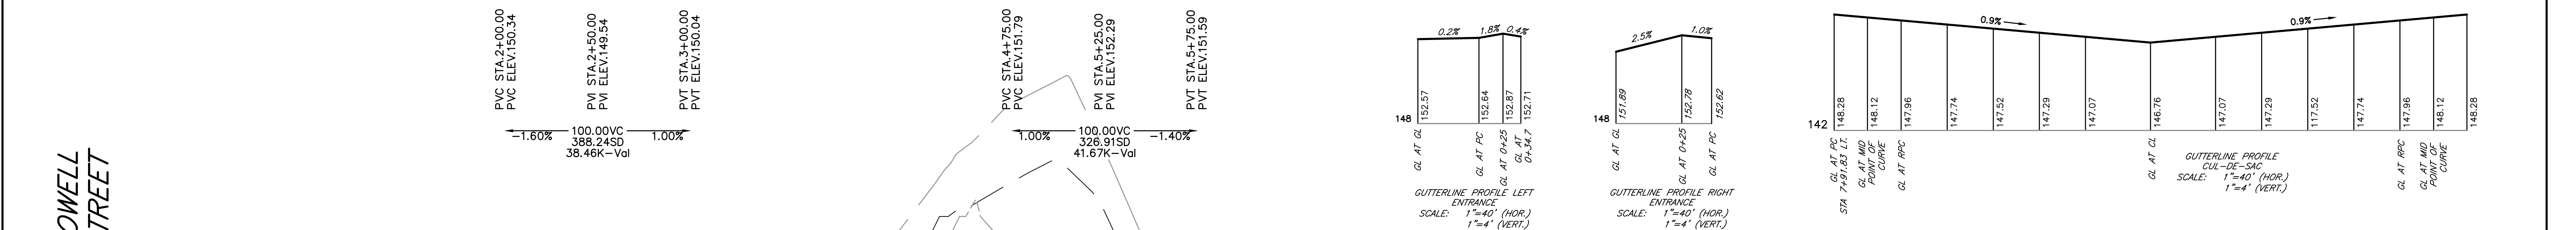 OWELL
TREET
PVC STA.2+00.00
PVC ELEV.150.34
PVI STA.2+50.00
PVI ELEV.149.54
PVT STA.3+00.00
PVT ELEV.150.04
-1.60%
100.00VC
1.00%
388.24SD
38.46K-Val
PVC STA.4+75.00
PVC ELEV.151.79
PVI STA.5+25.00
PVI ELEV.152.29
PVT STA.5+75.00
PVT ELEV.151.59
1.00%
100.00VC
-1.40%
326.91SD
41.67K-Val
0.2%
1.8%
0.4%
148
152.57
152.64
152.87
152.71
GL AT GL
GL AT PC
GL AT 0+25
GL AT
0+34.7
GUTTERLINE PROFILE LEFT
ENTRANCE
SCALE: 1"=40' (HOR.)
1"=4' (VERT.)
2.5%
1.0%
148
151.89
152.78
152.62
GL AT GL
GL AT 0+25
GL AT PC
GUTTERLINE PROFILE RIGHT
ENTRANCE
SCALE: 1"=40' (HOR.)
1"=4' (VERT.)
0.9%
0.9%
142
148.28
148.12
147.96
147.74
147.52
147.29
147.07
146.76
147.07
147.29
117.52
147.74
147.96
148.12
148.28
GL AT PC
STA 7+91.83 LT.
GL AT MID
POINT OF
CURVE
GL AT RPC
GL AT CL
GUTTERLINE PROFILE
CUL-DE-SAC
SCALE: 1"=40' (HOR.)
1"=4' (VERT.)
GL AT RPC
GL AT MID
POINT OF
CURVE